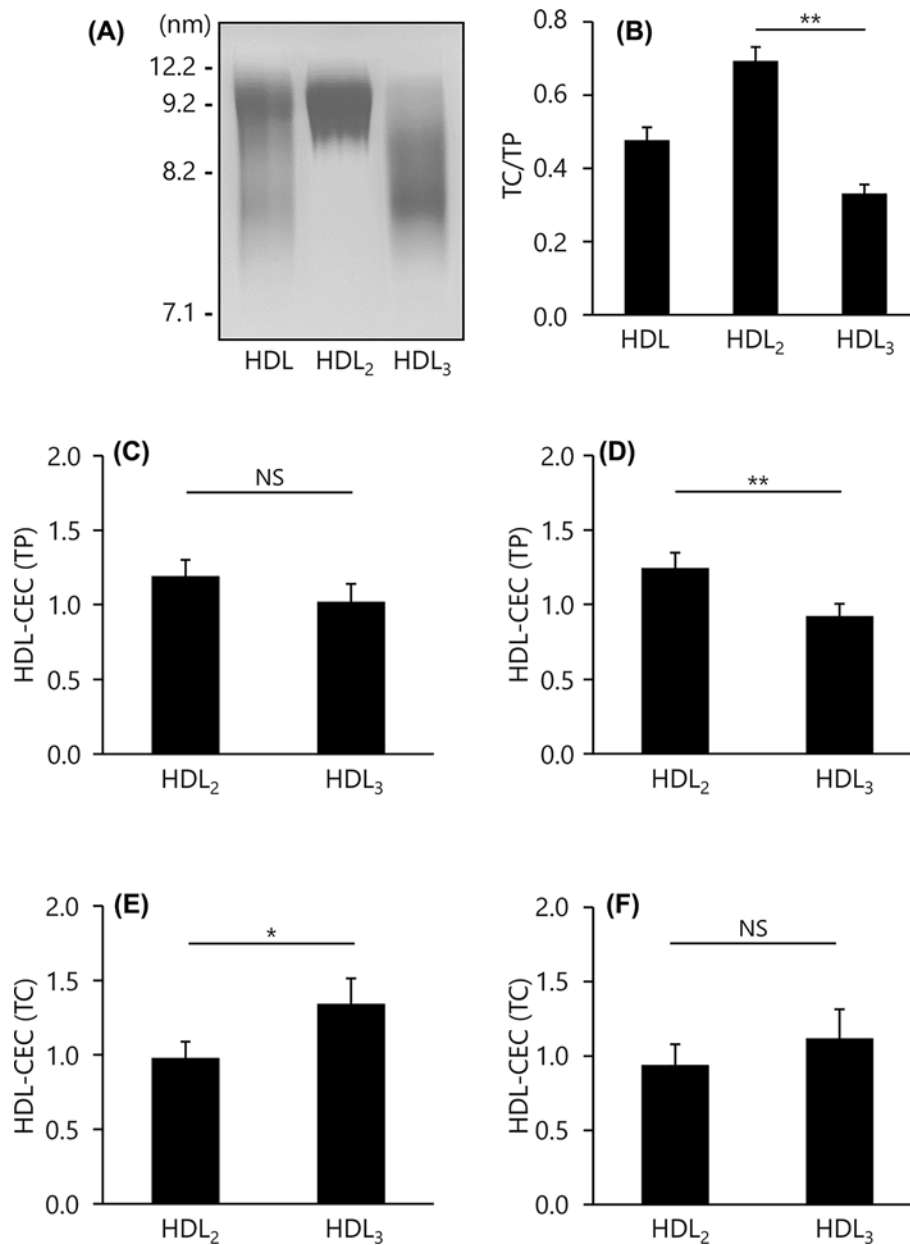 (A)
(nm)
12.2 -
9.2 -
8.2 -
7.1 -
HDL HDL₂ HDL₃
(B)
**
TC/TP
0.8
0.6
0.4
0.2
0.0
HDL HDL₂ HDL₃
(C)
NS
HDL-CEC (TP)
2.0
1.5
1.0
0.5
0.0
HDL₂ HDL₃
(D)
**
HDL-CEC (TP)
2.0
1.5
1.0
0.5
0.0
HDL₂ HDL₃
(E)
*
HDL-CEC (TC)
2.0
1.5
1.0
0.5
0.0
HDL₂ HDL₃
(F)
NS
HDL-CEC (TC)
2.0
1.5
1.0
0.5
0.0
HDL₂ HDL₃